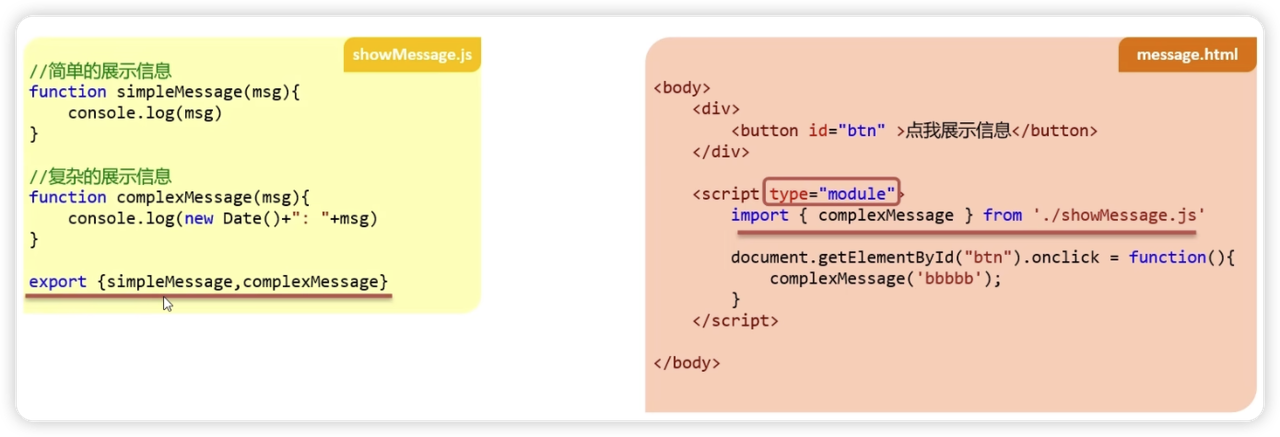 showMessage.js
//简单的展示信息
function simpleMessage(msg){
    console.log(msg)
}
//复杂的展示信息
function complexMessage(msg){
    console.log(new Date()+": "+msg)
}
export {simpleMessage,complexMessage}
message.html
<body>
    <div>
        <button id="btn" >点我展示信息</button>
    </div>
    <script type="module">
        import { complexMessage } from './showMessage.js'
        document.getElementById("btn").onclick = function(){
            complexMessage('bbbbb');
        }
    </script>
</body>